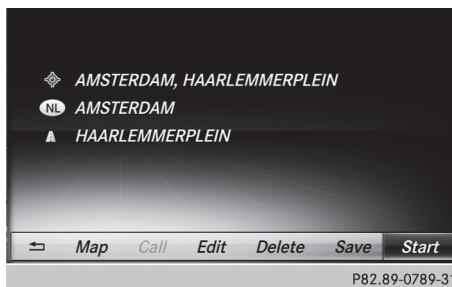 AMSTERDAM, HAARLEMMERPLEIN
NL AMSTERDAM
HAARLEMMERPLEIN
Map Call Edit Delete Save Start
P82.89-0789-31